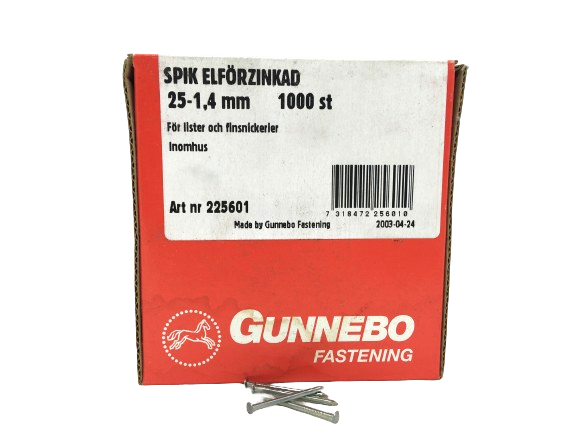 SPIK ELFÖRZINKAD
25-1,4 mm 1000 st
För lister och finsnickerier
Inomhus
Art nr 225601
7 318472 256010
Made by Gunnebo Fastening 2003-04-24
GUNNEBO
FASTENING